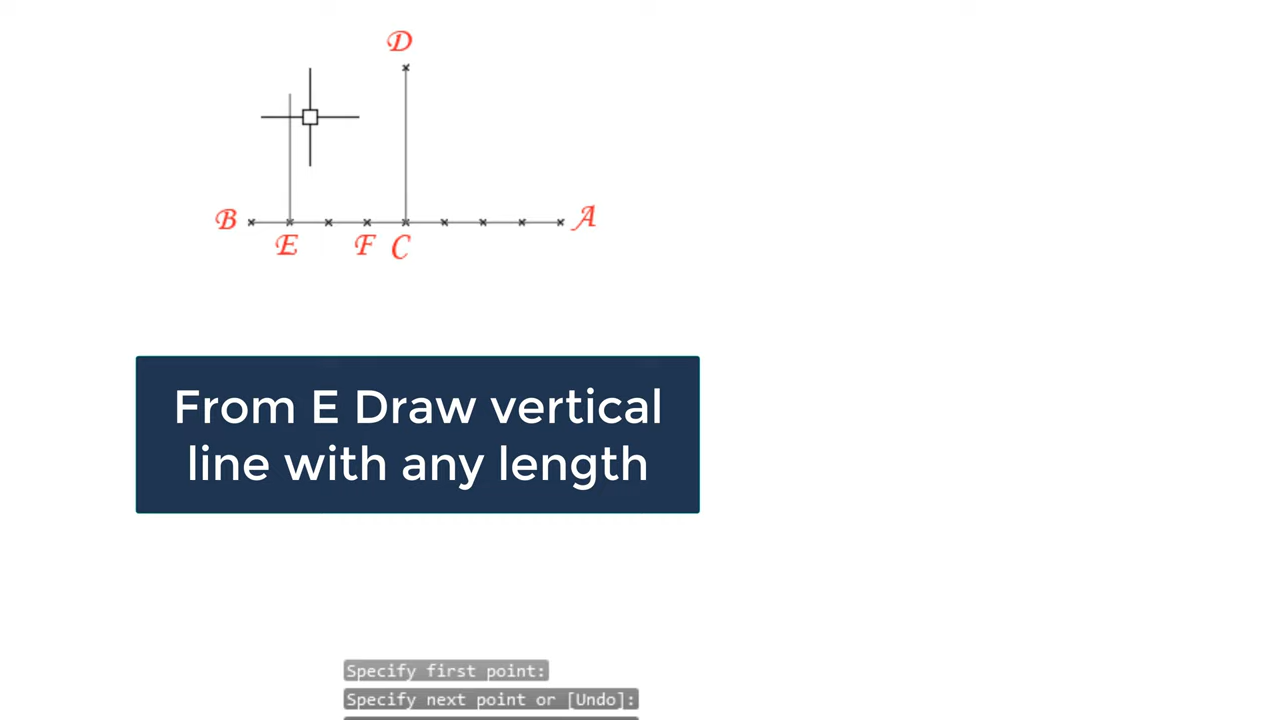 D
B
A
E F C
From E Draw vertical
line with any length
Specify first point:
Specify next point or [Undo]: